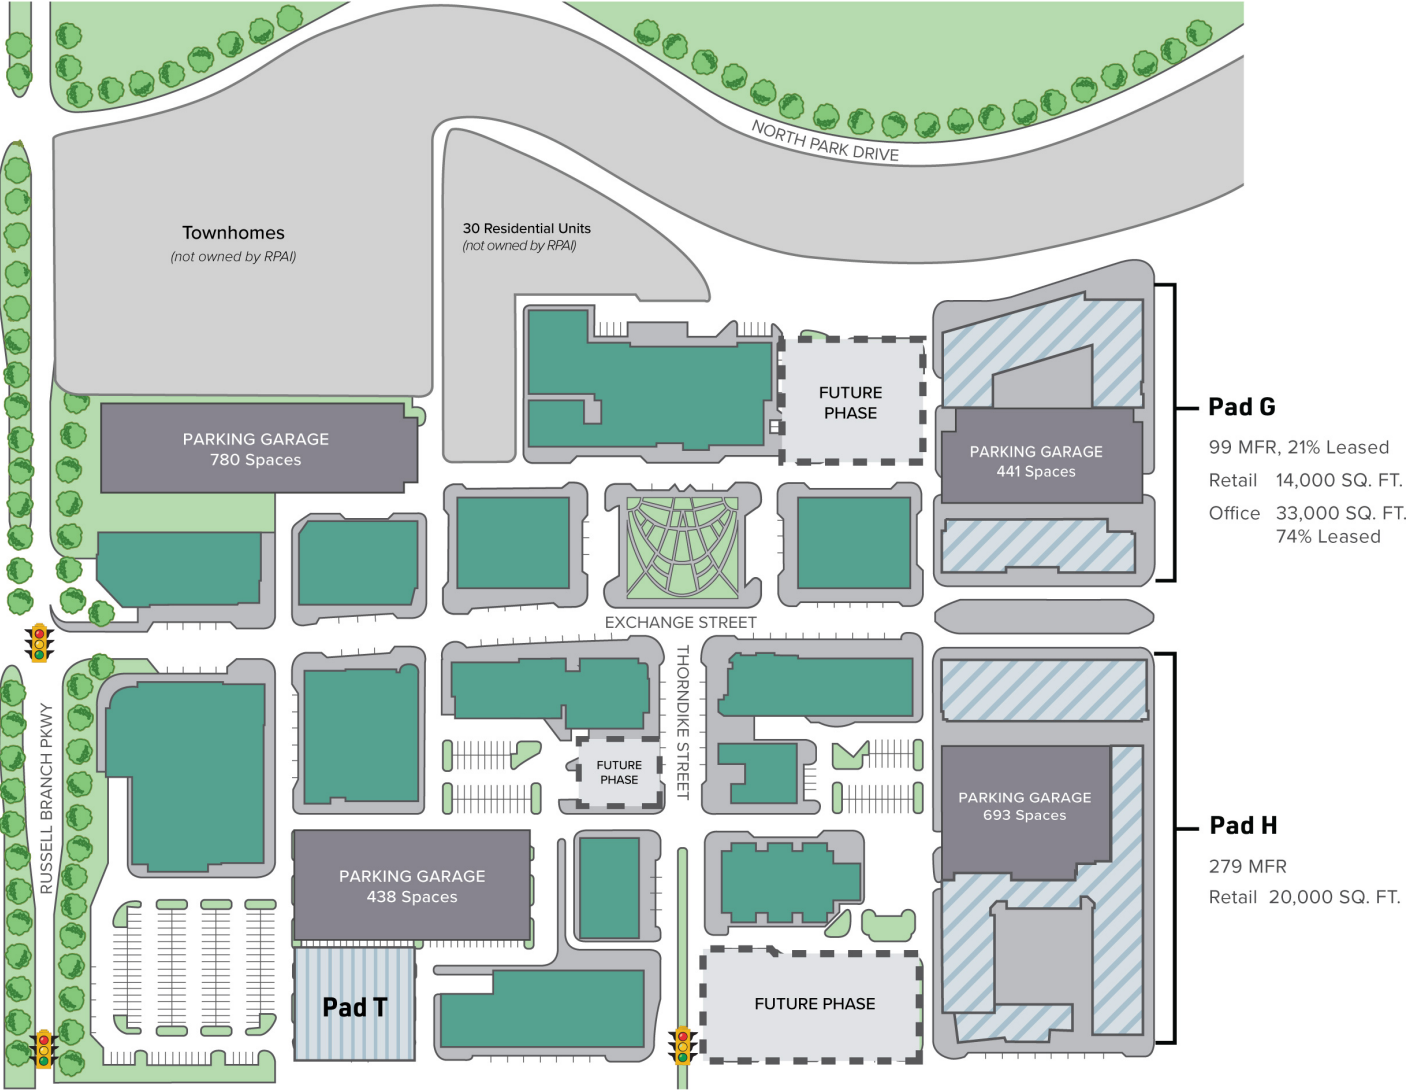 NORTH PARK DRIVE
Townhomes
(not owned by RPAI)
30 Residential Units
(not owned by RPAI)
FUTURE
PHASE
PARKING GARAGE
780 Spaces
PARKING GARAGE
441 Spaces
Pad G
99 MFR, 21% Leased
Retail 14,000 SQ. FT.
Office 33,000 SQ. FT.
74% Leased
EXCHANGE STREET
THORNDIKE STREET
RUSSELL BRANCH PKWY
FUTURE
PHASE
PARKING GARAGE
693 Spaces
Pad H
279 MFR
Retail 20,000 SQ. FT.
PARKING GARAGE
438 Spaces
Pad T
FUTURE PHASE